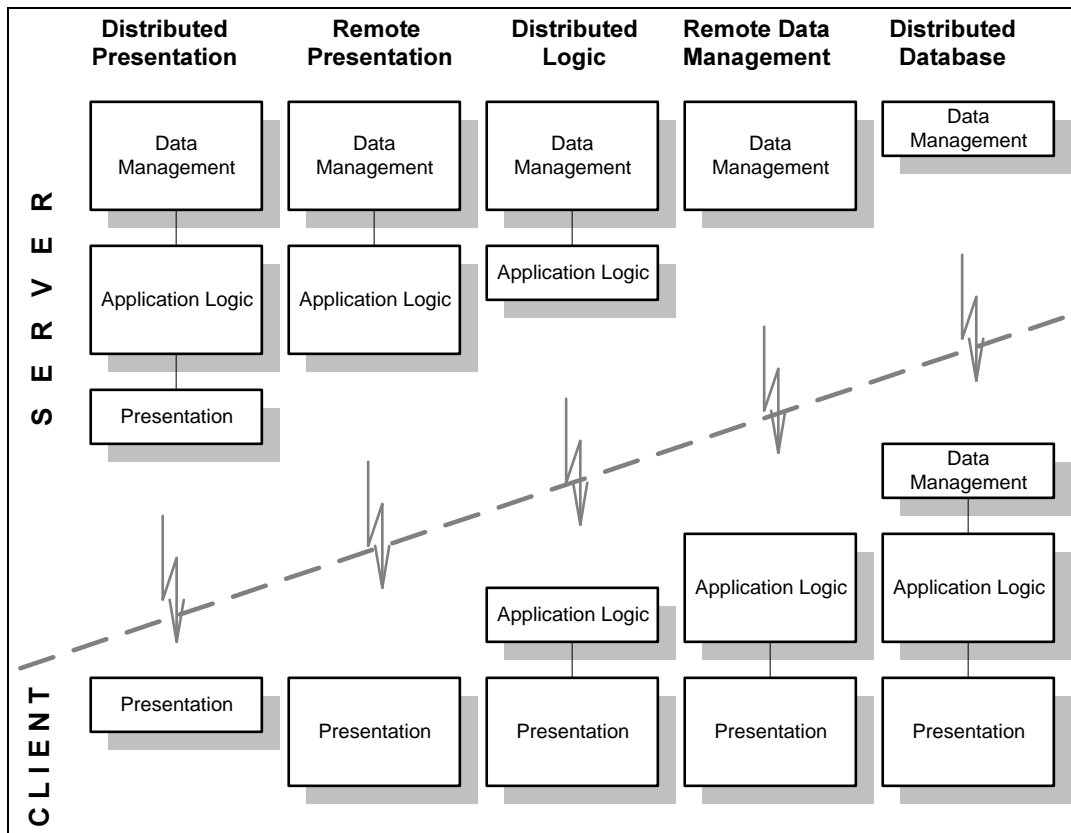 Distributed
Presentation
Remote
Presentation
Distributed
Logic
Remote Data
Management
Distributed
Database
SERVER
Data
Management
Data
Management
Data
Management
Data
Management
Data
Management
Application Logic
Application Logic
Application Logic
Presentation
Data
Management
Application Logic
Application Logic
Application Logic
CLIENT
Presentation
Presentation
Presentation
Presentation
Presentation